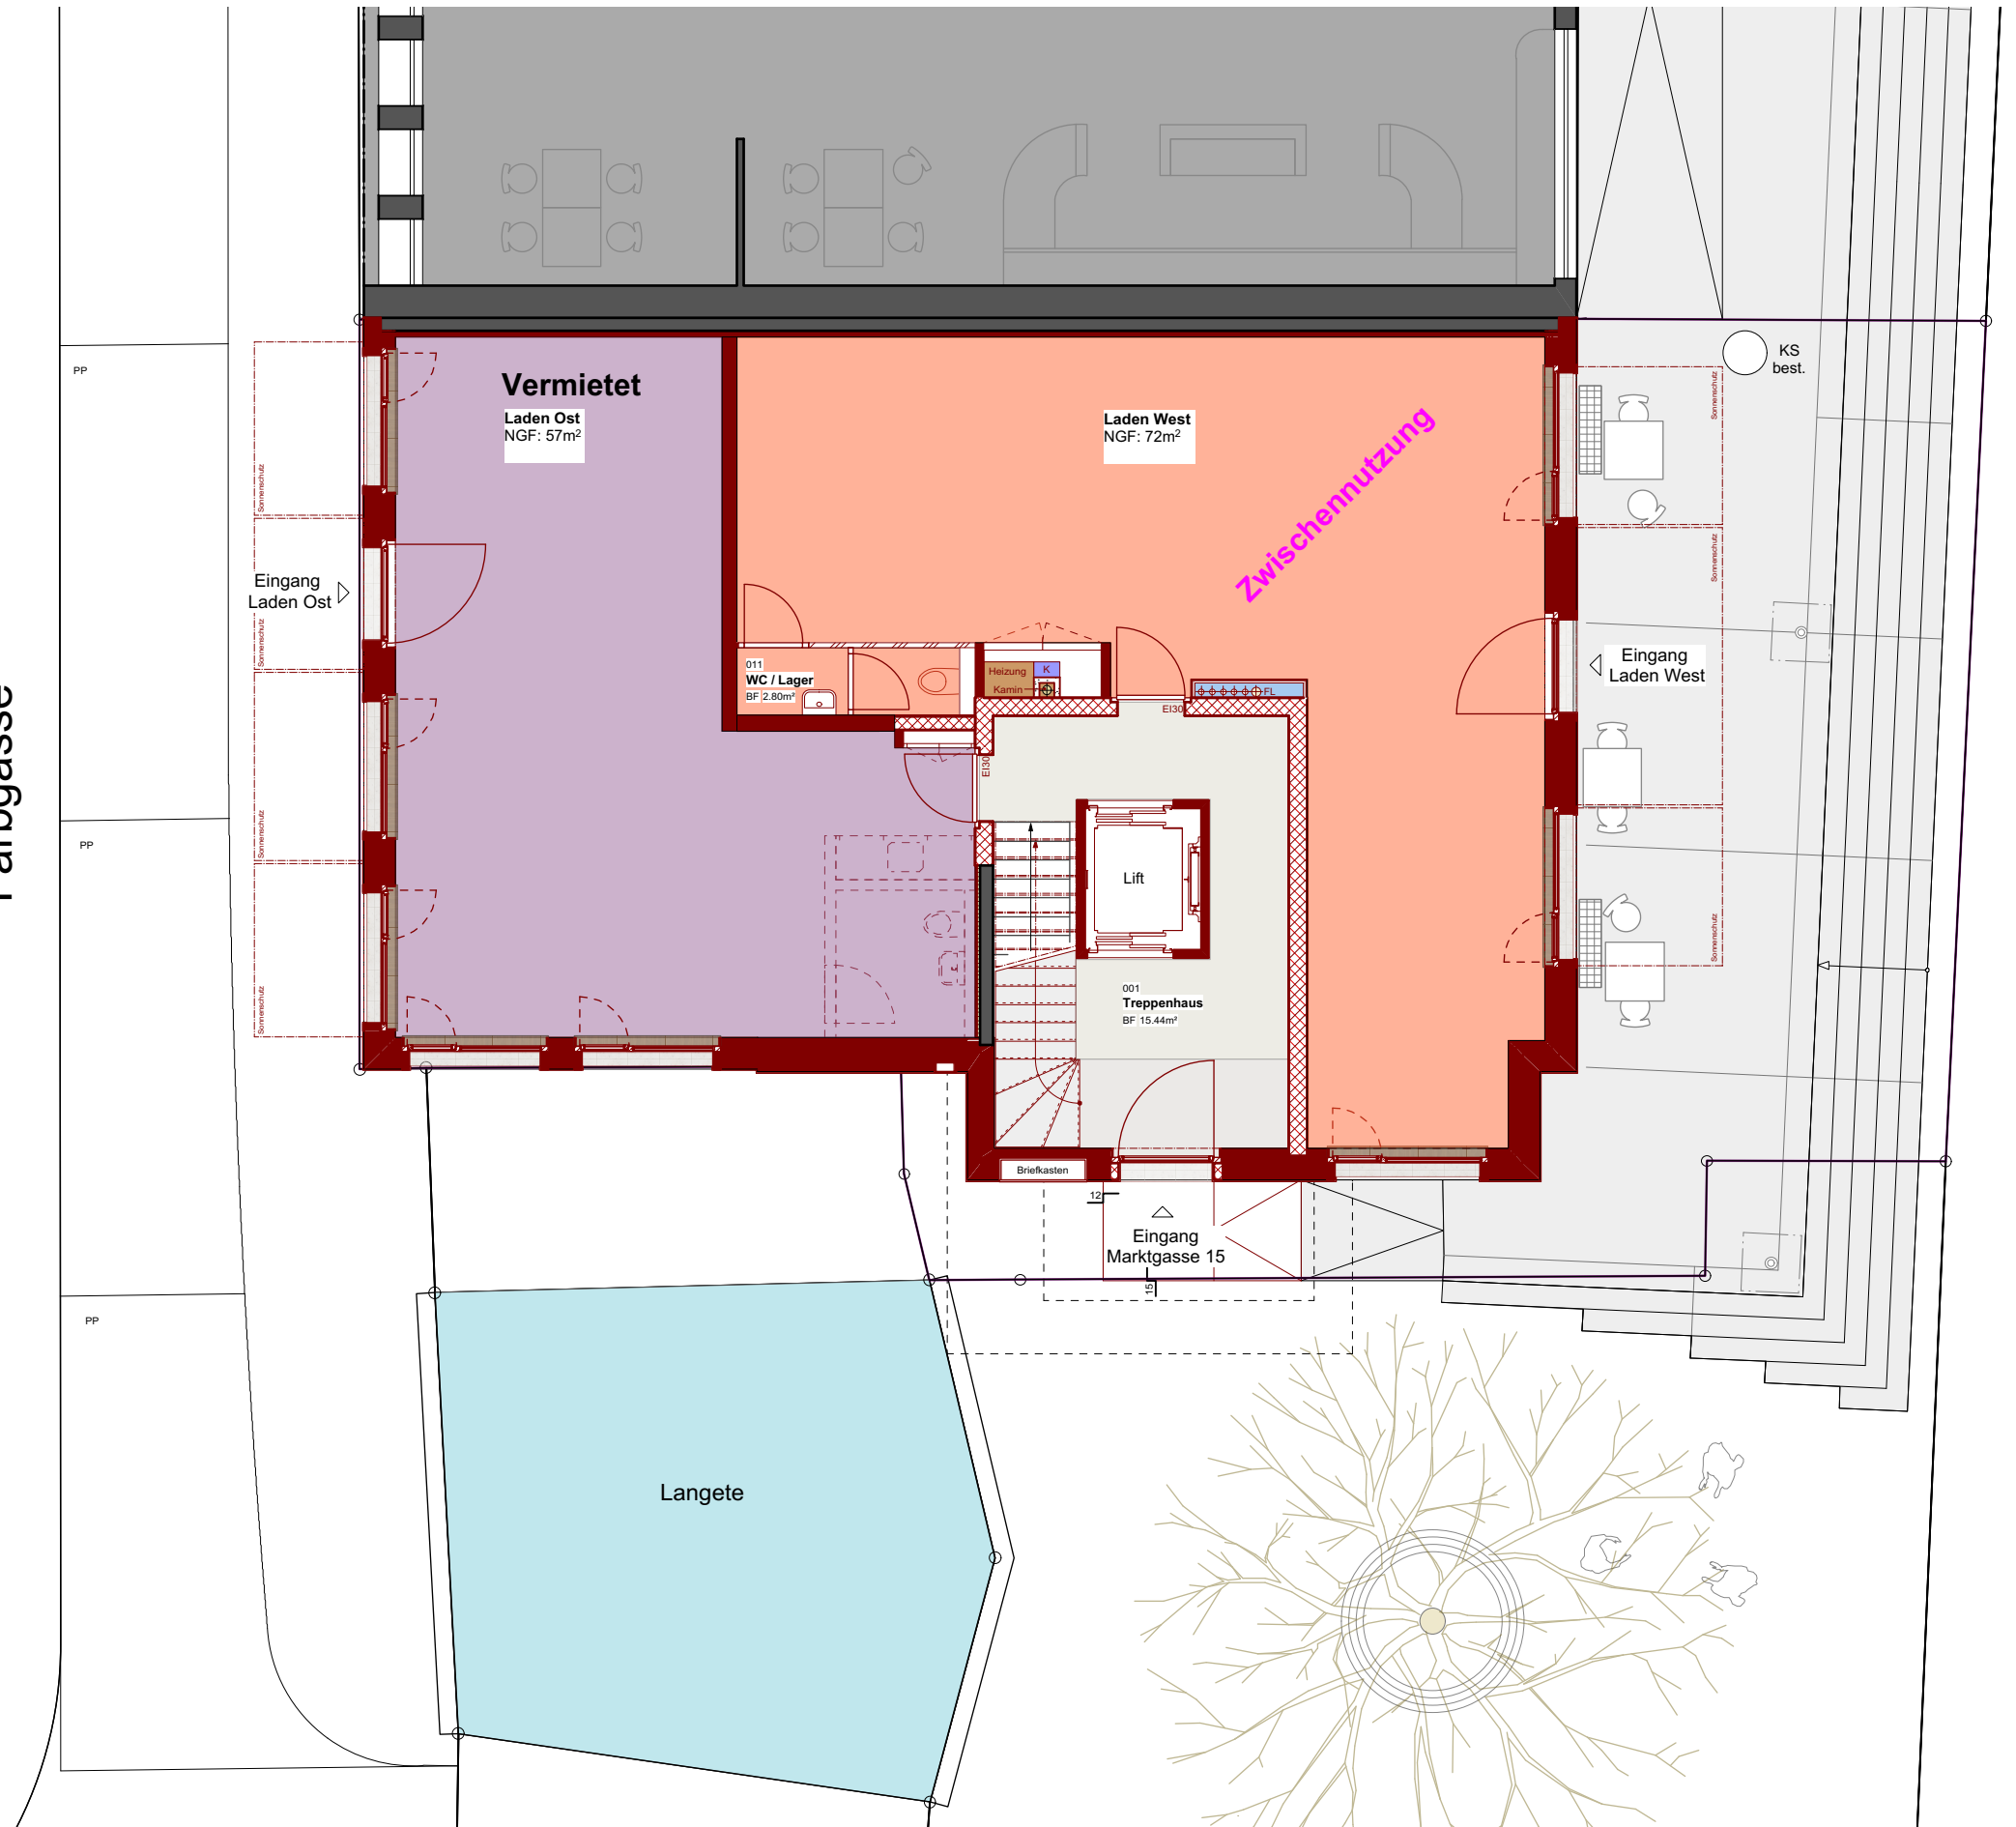 KS
best.
PP
Vermietet
Laden Ost
NGF: 57m²
Laden West
NGF: 72m²
Zwischennutzung
Sonnenschutz
Sonnenschutz
Sonnenschutz
Sonnenschutz
Eingang
Laden Ost
Sonnenschutz
Eingang
Laden West
011
WC / Lager
BF 2.80m²
Heizung
K
Kamin
FL
EI30
EI30
PP
Sonnenschutz
Lift
Sonnenschutz
Sonnenschutz
001
Treppenhaus
BF 15.44m²
Farbgasse
Briefkasten
12
Eingang
Marktgasse 15
15
PP
Langete